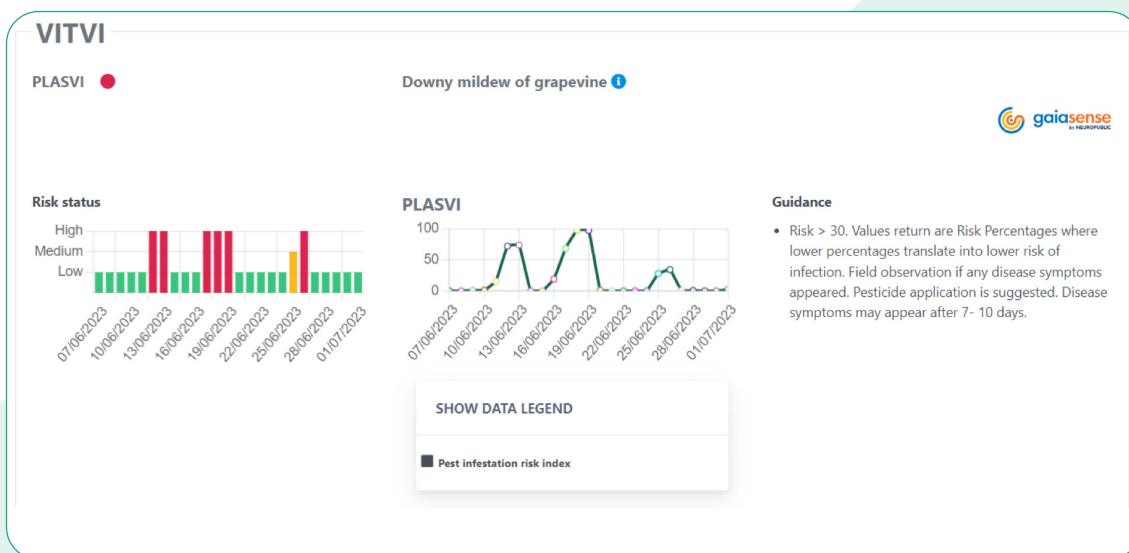 VITVI
PLASVI
Downy mildew of grapevine
gaiasense
by NEUROPUBLIC
Risk status
High
Medium
Low
07/06/2023
10/06/2023
13/06/2023
16/06/2023
19/06/2023
22/06/2023
25/06/2023
28/06/2023
01/07/2023
PLASVI
100
50
0
07/06/2023
10/06/2023
13/06/2023
16/06/2023
19/06/2023
22/06/2023
25/06/2023
28/06/2023
01/07/2023
SHOW DATA LEGEND
Pest infestation risk index
Guidance
• Risk > 30. Values return are Risk Percentages where
lower percentages translate into lower risk of
infection. Field observation if any disease symptoms
appeared. Pesticide application is suggested. Disease
symptoms may appear after 7- 10 days.